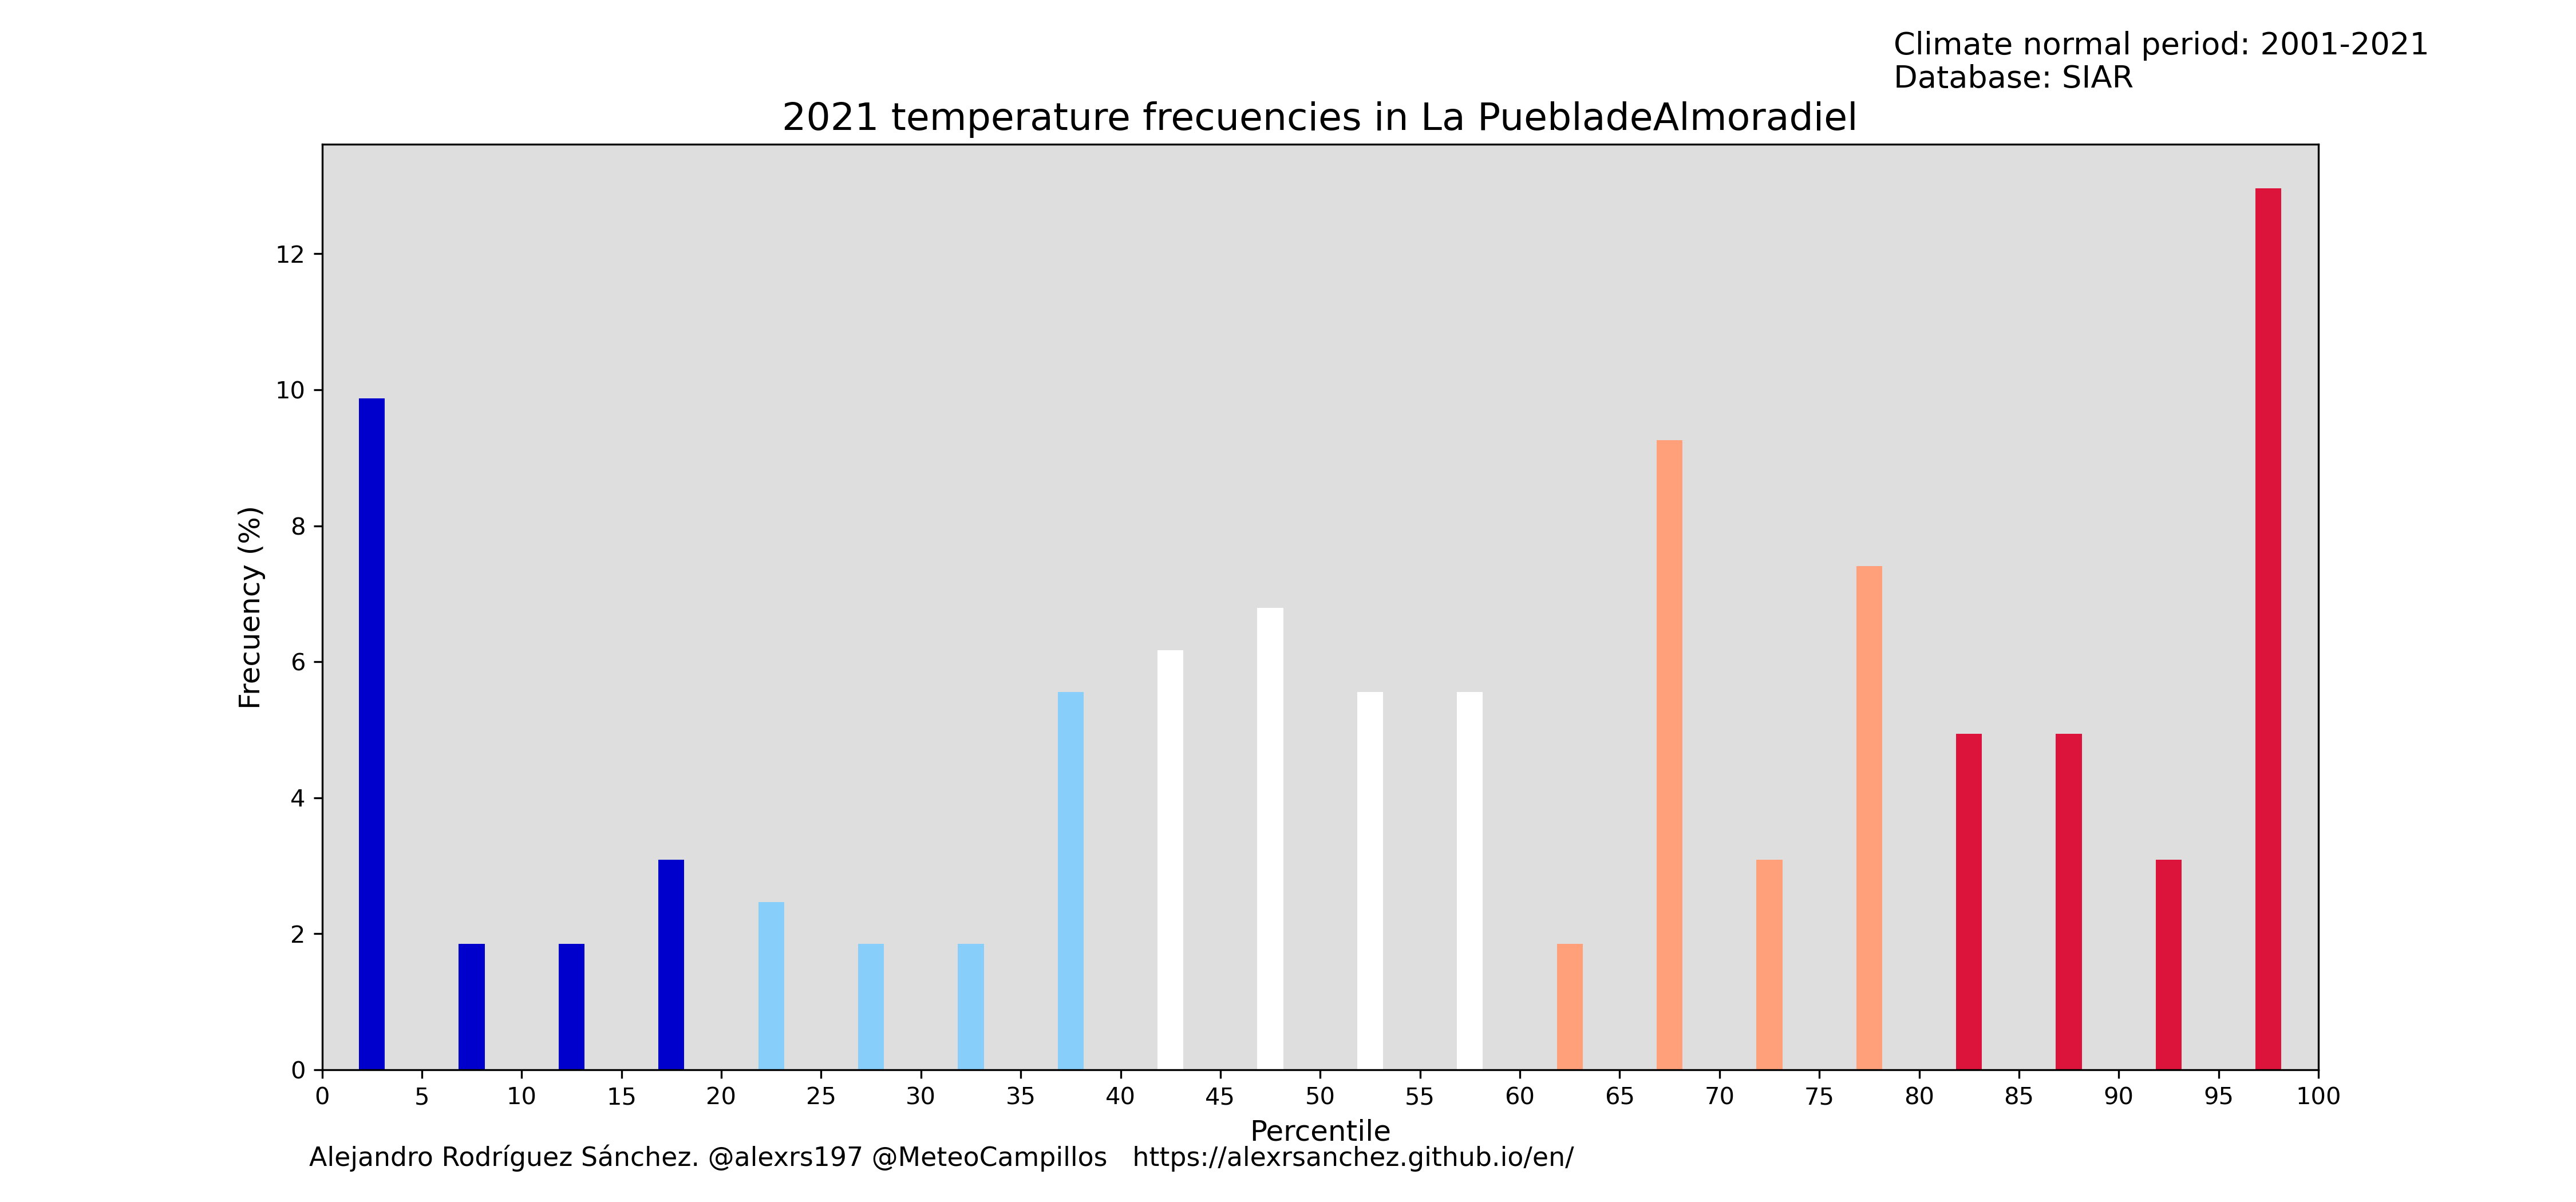 Climate normal period: 2001-2021
Database: SIAR
2021 temperature frecuencies in La PuebladeAlmoradiel
Frecuency (%)
12
10
8
6
4
2
0
0 5 10 15 20 25 30 35 40 45 50 55 60 65 70 75 80 85 90 95 100
Percentile
Alejandro Rodríguez Sánchez. @alexrs197 @MeteoCampillos https://alexrsanchez.github.io/en/